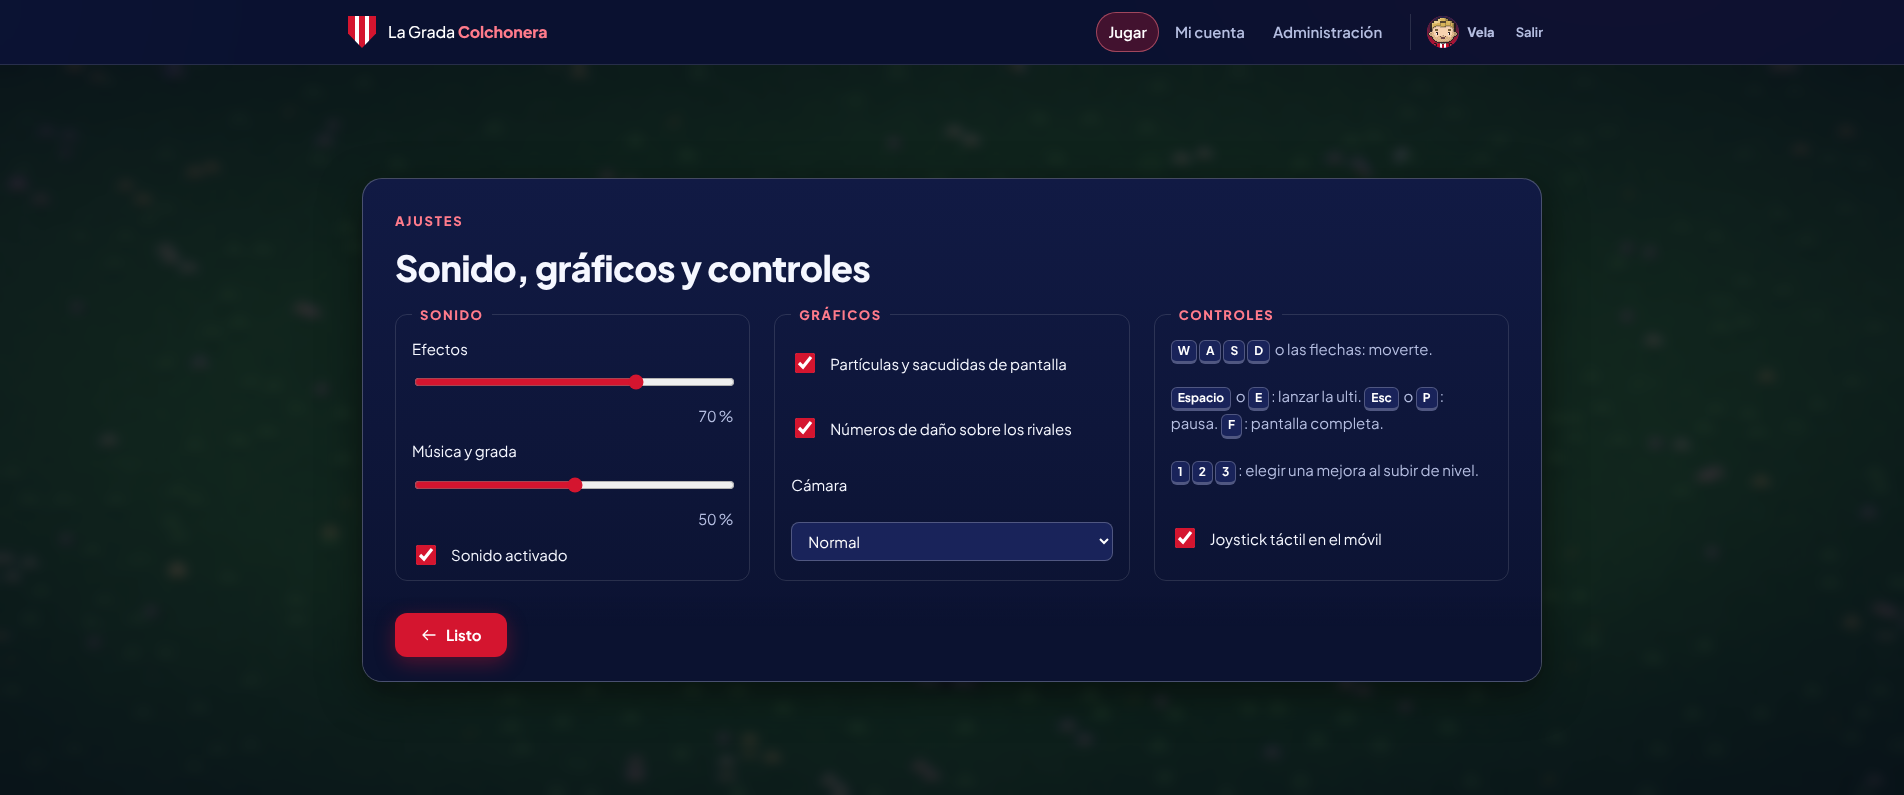 La Grada Colchonera
Jugar
Mi cuenta
Administración
Vela
Salir
AJUSTES
Sonido, gráficos y controles
SONIDO
Efectos
70 %
Música y grada
50 %
Sonido activado
GRÁFICOS
Partículas y sacudidas de pantalla
Números de daño sobre los rivales
Cámara
Normal
CONTROLES
W A S D o las flechas: moverte.
Espacio o E : lanzar la ulti. Esc o P :
pausa. F : pantalla completa.
1 2 3 : elegir una mejora al subir de nivel.
Joystick táctil en el móvil
← Listo